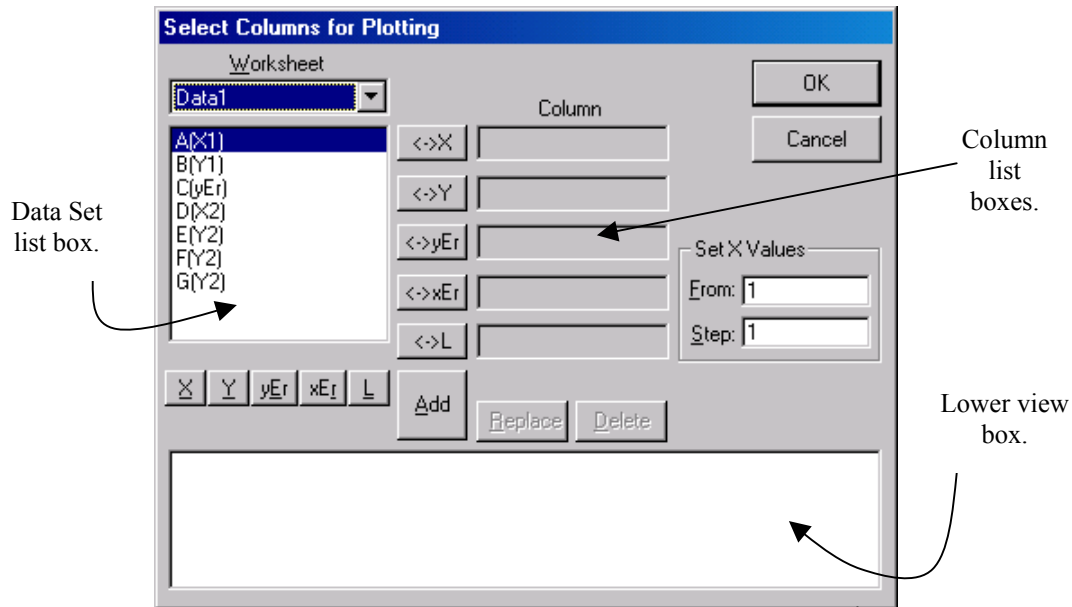 Select Columns for Plotting
Worksheet
Data1
A(X1)
B(Y1)
C(yEr)
D(X2)
E(Y2)
F(Y2)
G(Y2)
X Y yEr xEr L
Column
<->X
<->Y
<->yEr
<->xEr
<->L
Add
Replace Delete
OK
Cancel
Set X Values
From: 1
Step: 1
Data Set
list box.
Column
list
boxes.
Lower view
box.